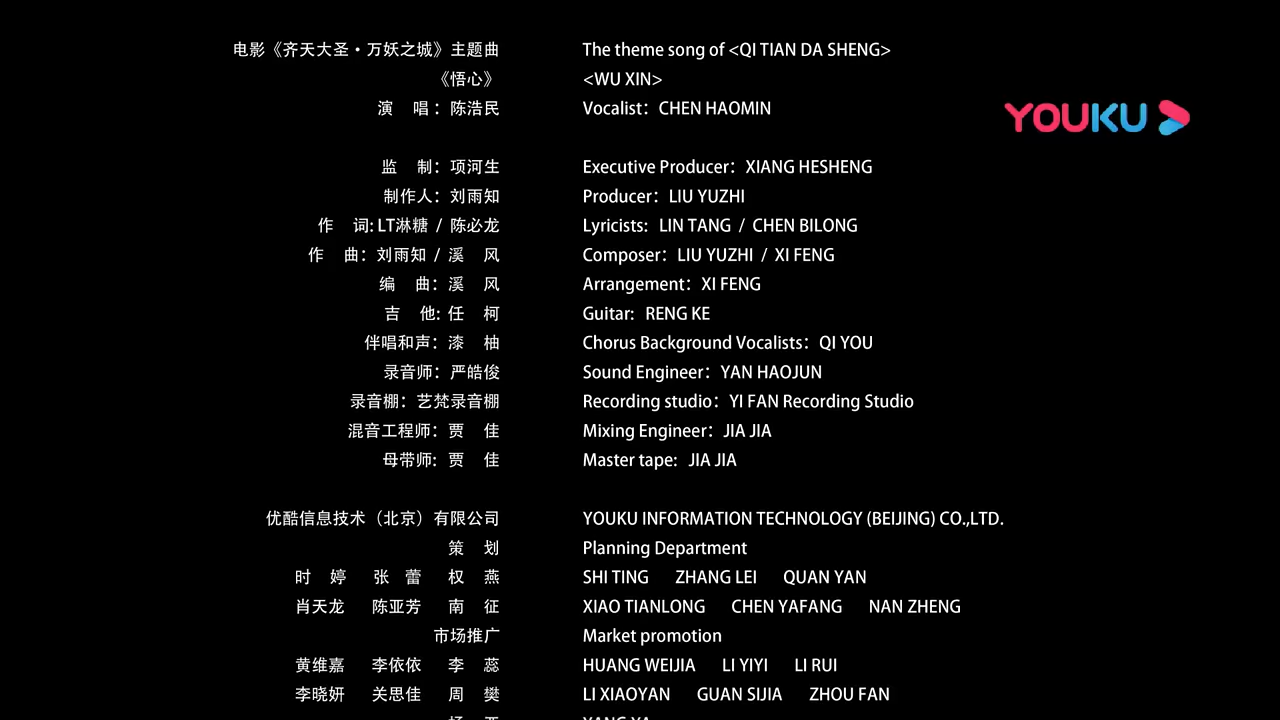 电影《齐天大圣·万妖之城》主题曲 The theme song of <QI TIAN DA SHENG>
《悟心》 <WU XIN>
演 唱：陈浩民 Vocalist：CHEN HAOMIN
YOUKU
监 制：项河生 Executive Producer：XIANG HESHENG
制作人：刘雨知 Producer：LIU YUZHI
作 词: LT淋糖 / 陈必龙 Lyricists: LIN TANG / CHEN BILONG
作 曲：刘雨知 / 溪 风 Composer：LIU YUZHI / XI FENG
编 曲：溪 风 Arrangement：XI FENG
吉 他: 任 柯 Guitar: RENG KE
伴唱和声：漆 柚 Chorus Background Vocalists：QI YOU
录音师：严皓俊 Sound Engineer：YAN HAOJUN
录音棚：艺梵录音棚 Recording studio：YI FAN Recording Studio
混音工程师：贾 佳 Mixing Engineer：JIA JIA
母带师: 贾 佳 Master tape: JIA JIA
优酷信息技术（北京）有限公司 YOUKU INFORMATION TECHNOLOGY (BEIJING) CO.,LTD.
策 划 Planning Department
时 婷 张 蕾 权 燕 SHI TING ZHANG LEI QUAN YAN
肖天龙 陈亚芳 南 征 XIAO TIANLONG CHEN YAFANG NAN ZHENG
市场推广 Market promotion
黄维嘉 李依依 李 蕊 HUANG WEIJIA LI YIYI LI RUI
李晓妍 关思佳 周 樊 LI XIAOYAN GUAN SIJIA ZHOU FAN